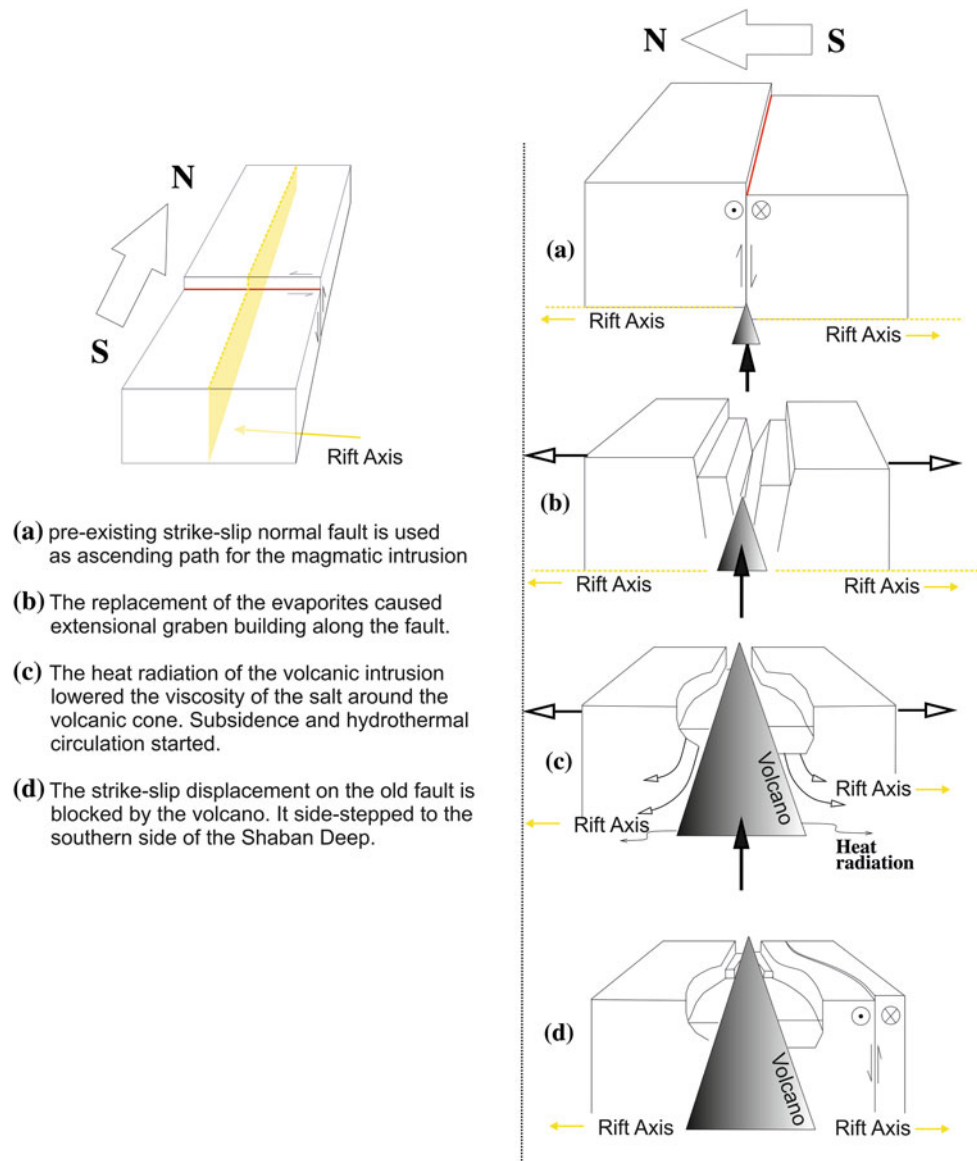 N
S
Rift Axis
(a) pre-existing strike-slip normal fault is used
as ascending path for the magmatic intrusion
(b) The replacement of the evaporites caused
extensional graben building along the fault.
(c) The heat radiation of the volcanic intrusion
lowered the viscosity of the salt around the
volcanic cone. Subsidence and hydrothermal
circulation started.
(d) The strike-slip displacement on the old fault is
blocked by the volcano. It side-stepped to the
southern side of the Shaban Deep.
N S
(a)
Rift Axis Rift Axis
(b)
Rift Axis Rift Axis
(c)
Volcano
Rift Axis
Rift Axis
Heat
radiation
(d)
Volcano
Rift Axis Rift Axis